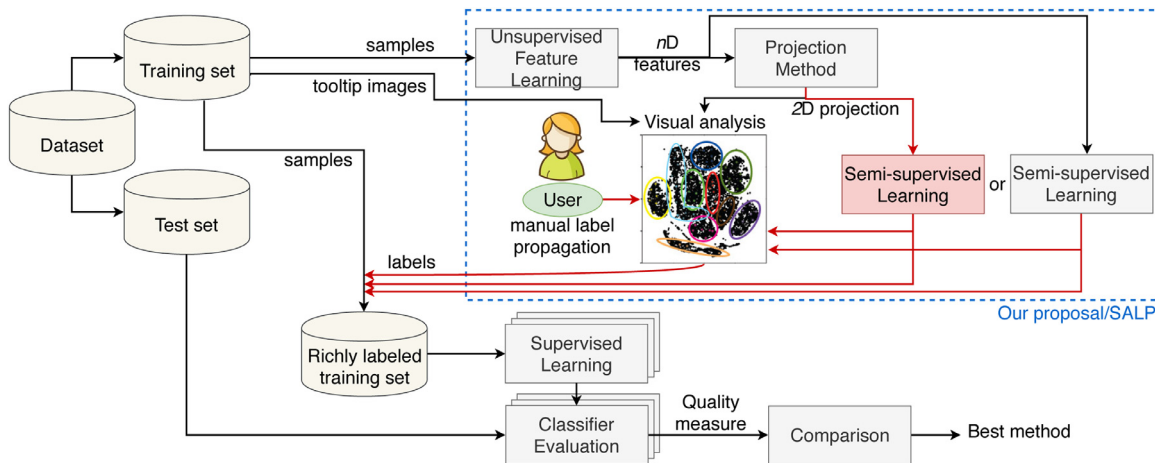 samples
Unsupervised
Feature
Learning
nD
features
Projection
Method
Training set
tooltip images
2D projection
Visual analysis
Dataset
samples
Semi-supervised
Learning
or
Semi-supervised
Learning
User
Test set
manual label
propagation
labels
Our proposal/SALP
Richly labeled
training set
Supervised
Learning
Classifier
Evaluation
Quality
measure
Comparison
Best method